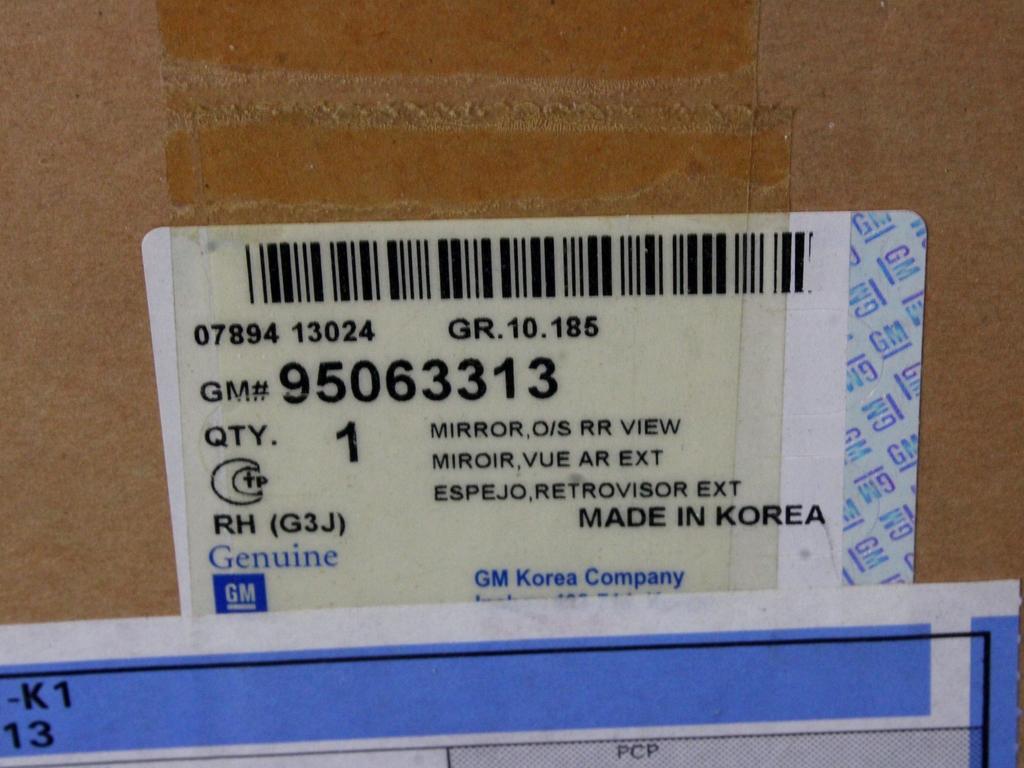 07894 13024 GR.10.185
GM# 95063313
QTY. 1 MIRROR,O/S RR VIEW
MIROIR,VUE AR EXT
ESPEJO,RETROVISOR EXT
RH (G3J) MADE IN KOREA
Genuine
GM GM Korea Company
-K1
13
PCP